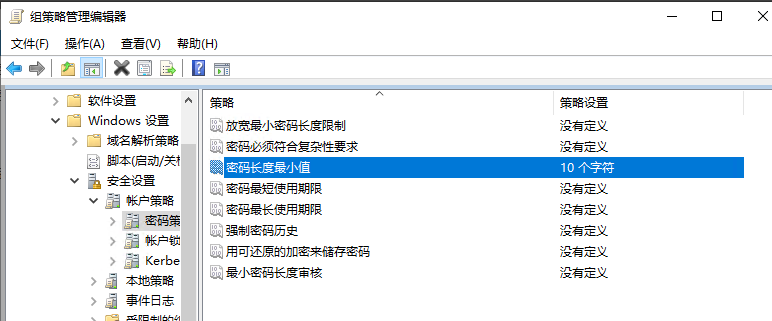 组策略管理编辑器
文件(F) 操作(A) 查看(V) 帮助(H)
软件设置
Windows 设置
域名解析策略
脚本(启动/关机
安全设置
帐户策略
密码策
帐户锁
Kerbe
本地策略
事件日志
受限制的组
策略 策略设置
放宽最小密码长度限制 没有定义
密码必须符合复杂性要求 没有定义
密码长度最小值 10 个字符
密码最短使用期限 没有定义
密码最长使用期限 没有定义
强制密码历史 没有定义
用可还原的加密来储存密码 没有定义
最小密码长度审核 没有定义